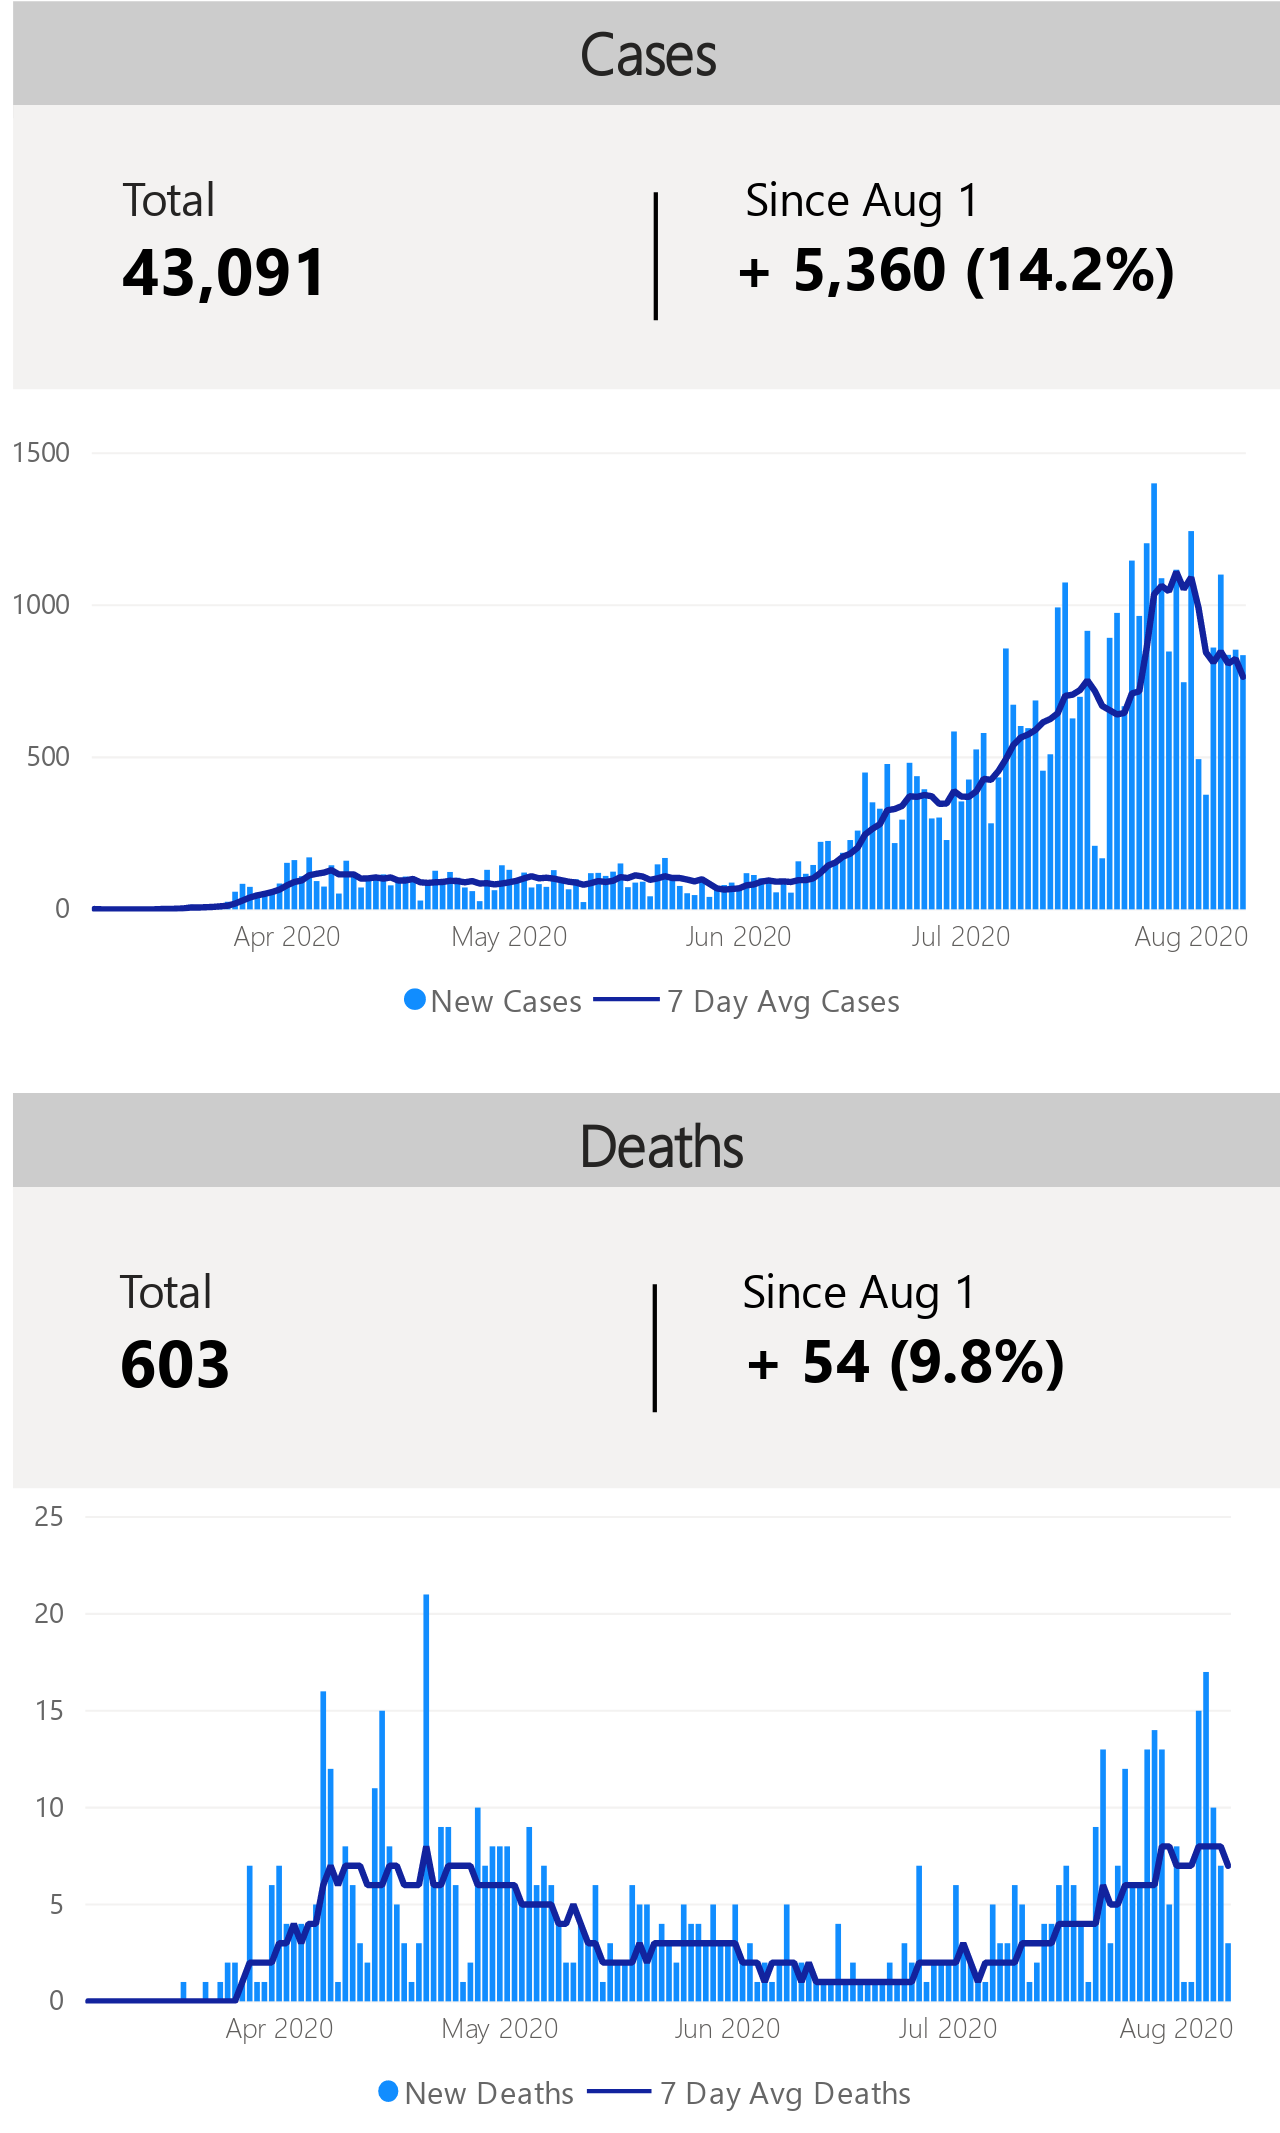 Cases
Total
Since Aug 1
43,091
+ 5,360 (14.2%)
1500
1000
500
0
Apr 2020
May 2020
Jun 2020
Jul 2020
Aug 2020
New Cases
7 Day Avg Cases
Deaths
Total
Since Aug 1
603
+ 54 (9.8%)
25
20
15
10
5
0
Apr 2020
May 2020
Jun 2020
Jul 2020
Aug 2020
New Deaths
7 Day Avg Deaths